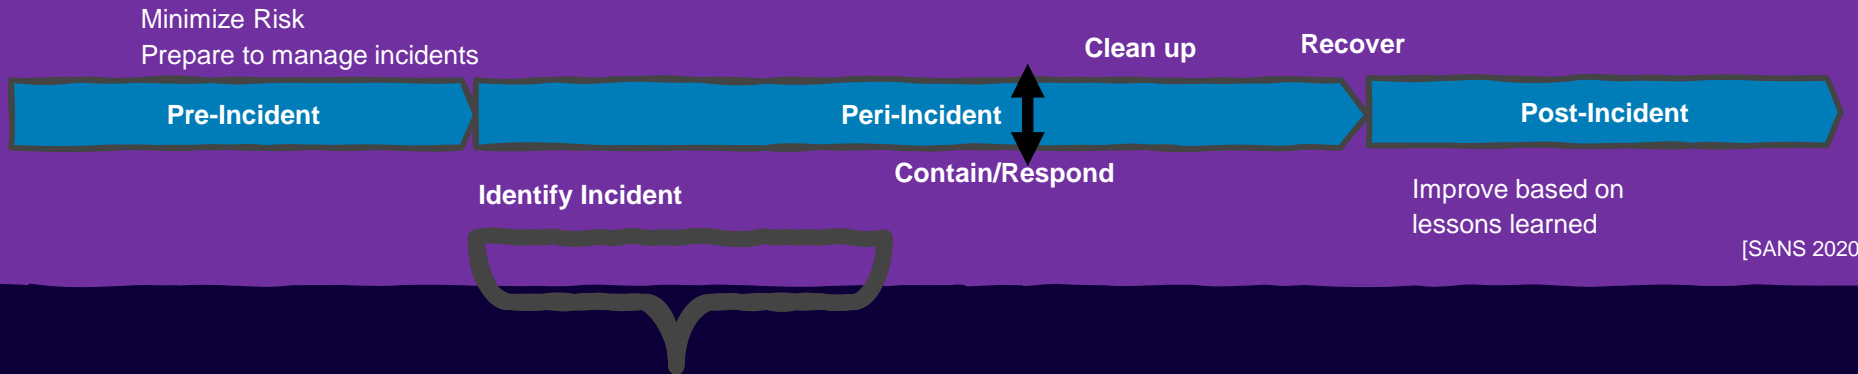 Minimize Risk
Prepare to manage incidents
Clean up
Recover
Pre-Incident
Peri-Incident
Post-Incident
Contain/Respond
Identify Incident
Improve based on
lessons learned
[SANS 2020